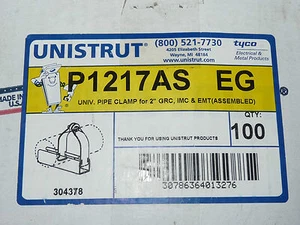 UNISTRUT
(800) 521-7730
4205 Elizabeth Street
Wayne, MI 48184
www.unistrut.com
tyco
Electrical &
Metal Products
P1217AS EG
UNIV. PIPE CLAMP for 2" GRC, IMC & EMT(ASSEMBLED)
THANK YOU FOR USING UNISTRUT PRODUCTS
QTY:
100
304378
30786364013276